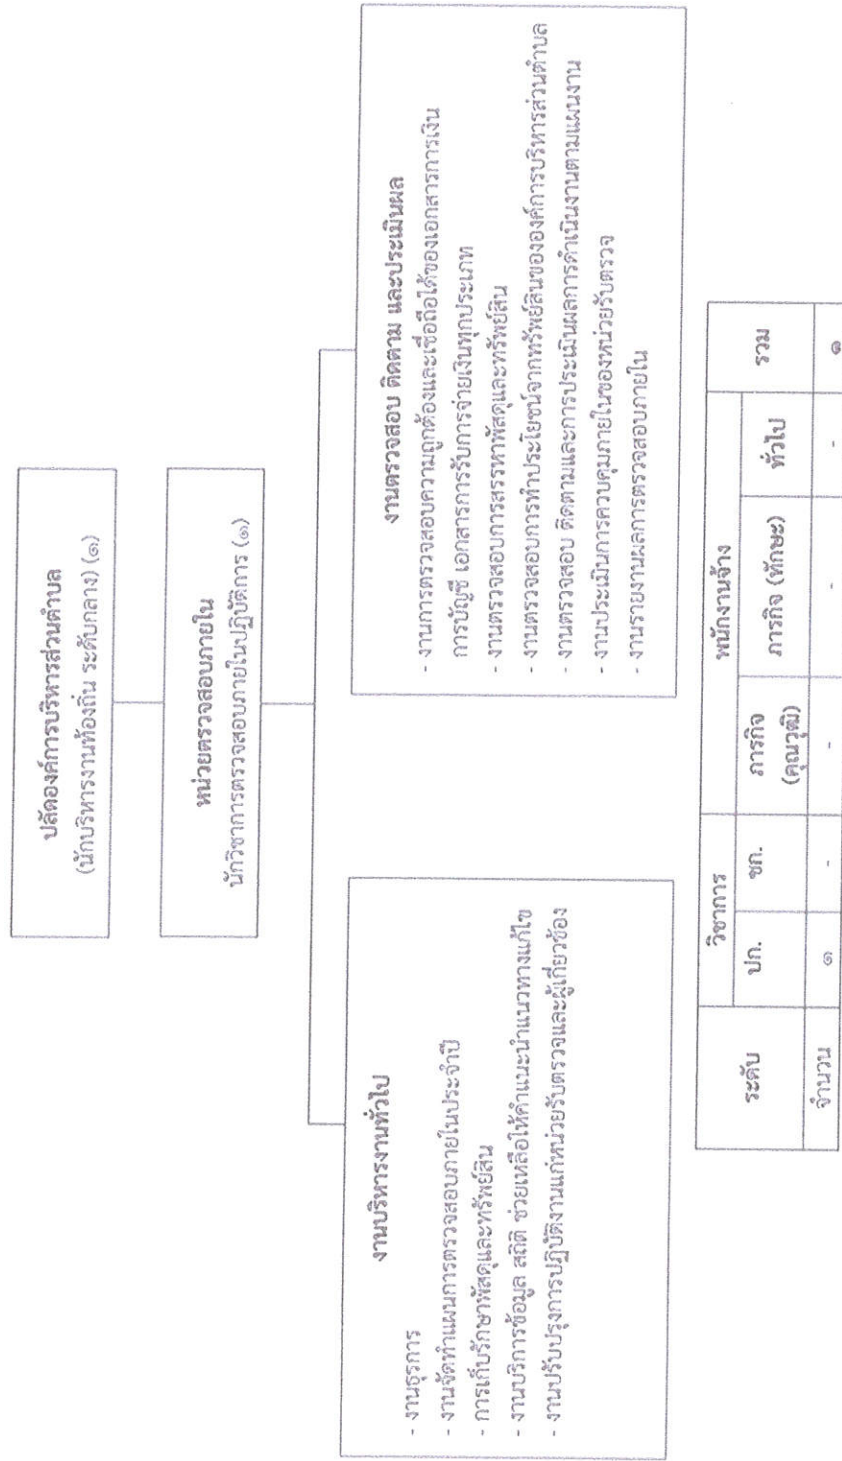 ปลัดองค์การบริหารส่วนตำบล
(นักบริหารงานท้องถิ่น ระดับกลาง) (๑)
หน่วยตรวจสอบภายใน
นักวิชาการตรวจสอบภายในปฏิบัติการ (๑)
งานบริหารงานทั่วไป
- งานธุรการ
- งานจัดทำแผนการตรวจสอบภายในประจำปี
- การเก็บรักษาพัสดุและทรัพย์สิน
- งานบริการข้อมูล สถิติ ช่วยเหลือให้คำแนะนำแนวทางแก้ไข
- งานปรับปรุงการปฏิบัติงานแก่หน่วยรับตรวจและผู้เกี่ยวข้อง
งานตรวจสอบ ติดตาม และประเมินผล
- งานการตรวจสอบความถูกต้องและเชื่อถือได้ของเอกสารการเงิน
การบัญชี เอกสารการรับการจ่ายเงินทุกประเภท
- งานตรวจสอบการสรรหาพัสดุและทรัพย์สิน
- งานตรวจสอบการทำประโยชน์จากทรัพย์สินขององค์การบริหารส่วนตำบล
- งานตรวจสอบ ติดตามและการประเมินผลการดำเนินงานตามแผนงาน
- งานประเมินการควบคุมภายในของหน่วยรับตรวจ
- งานรายงานผลการตรวจสอบภายใน
ระดับ วิชาการ พนักงานจ้าง รวม
ปก. ชก. ภารกิจ (คุณวุฒิ) ภารกิจ (ทักษะ) ทั่วไป
จำนวน ๑ - - - - ๑